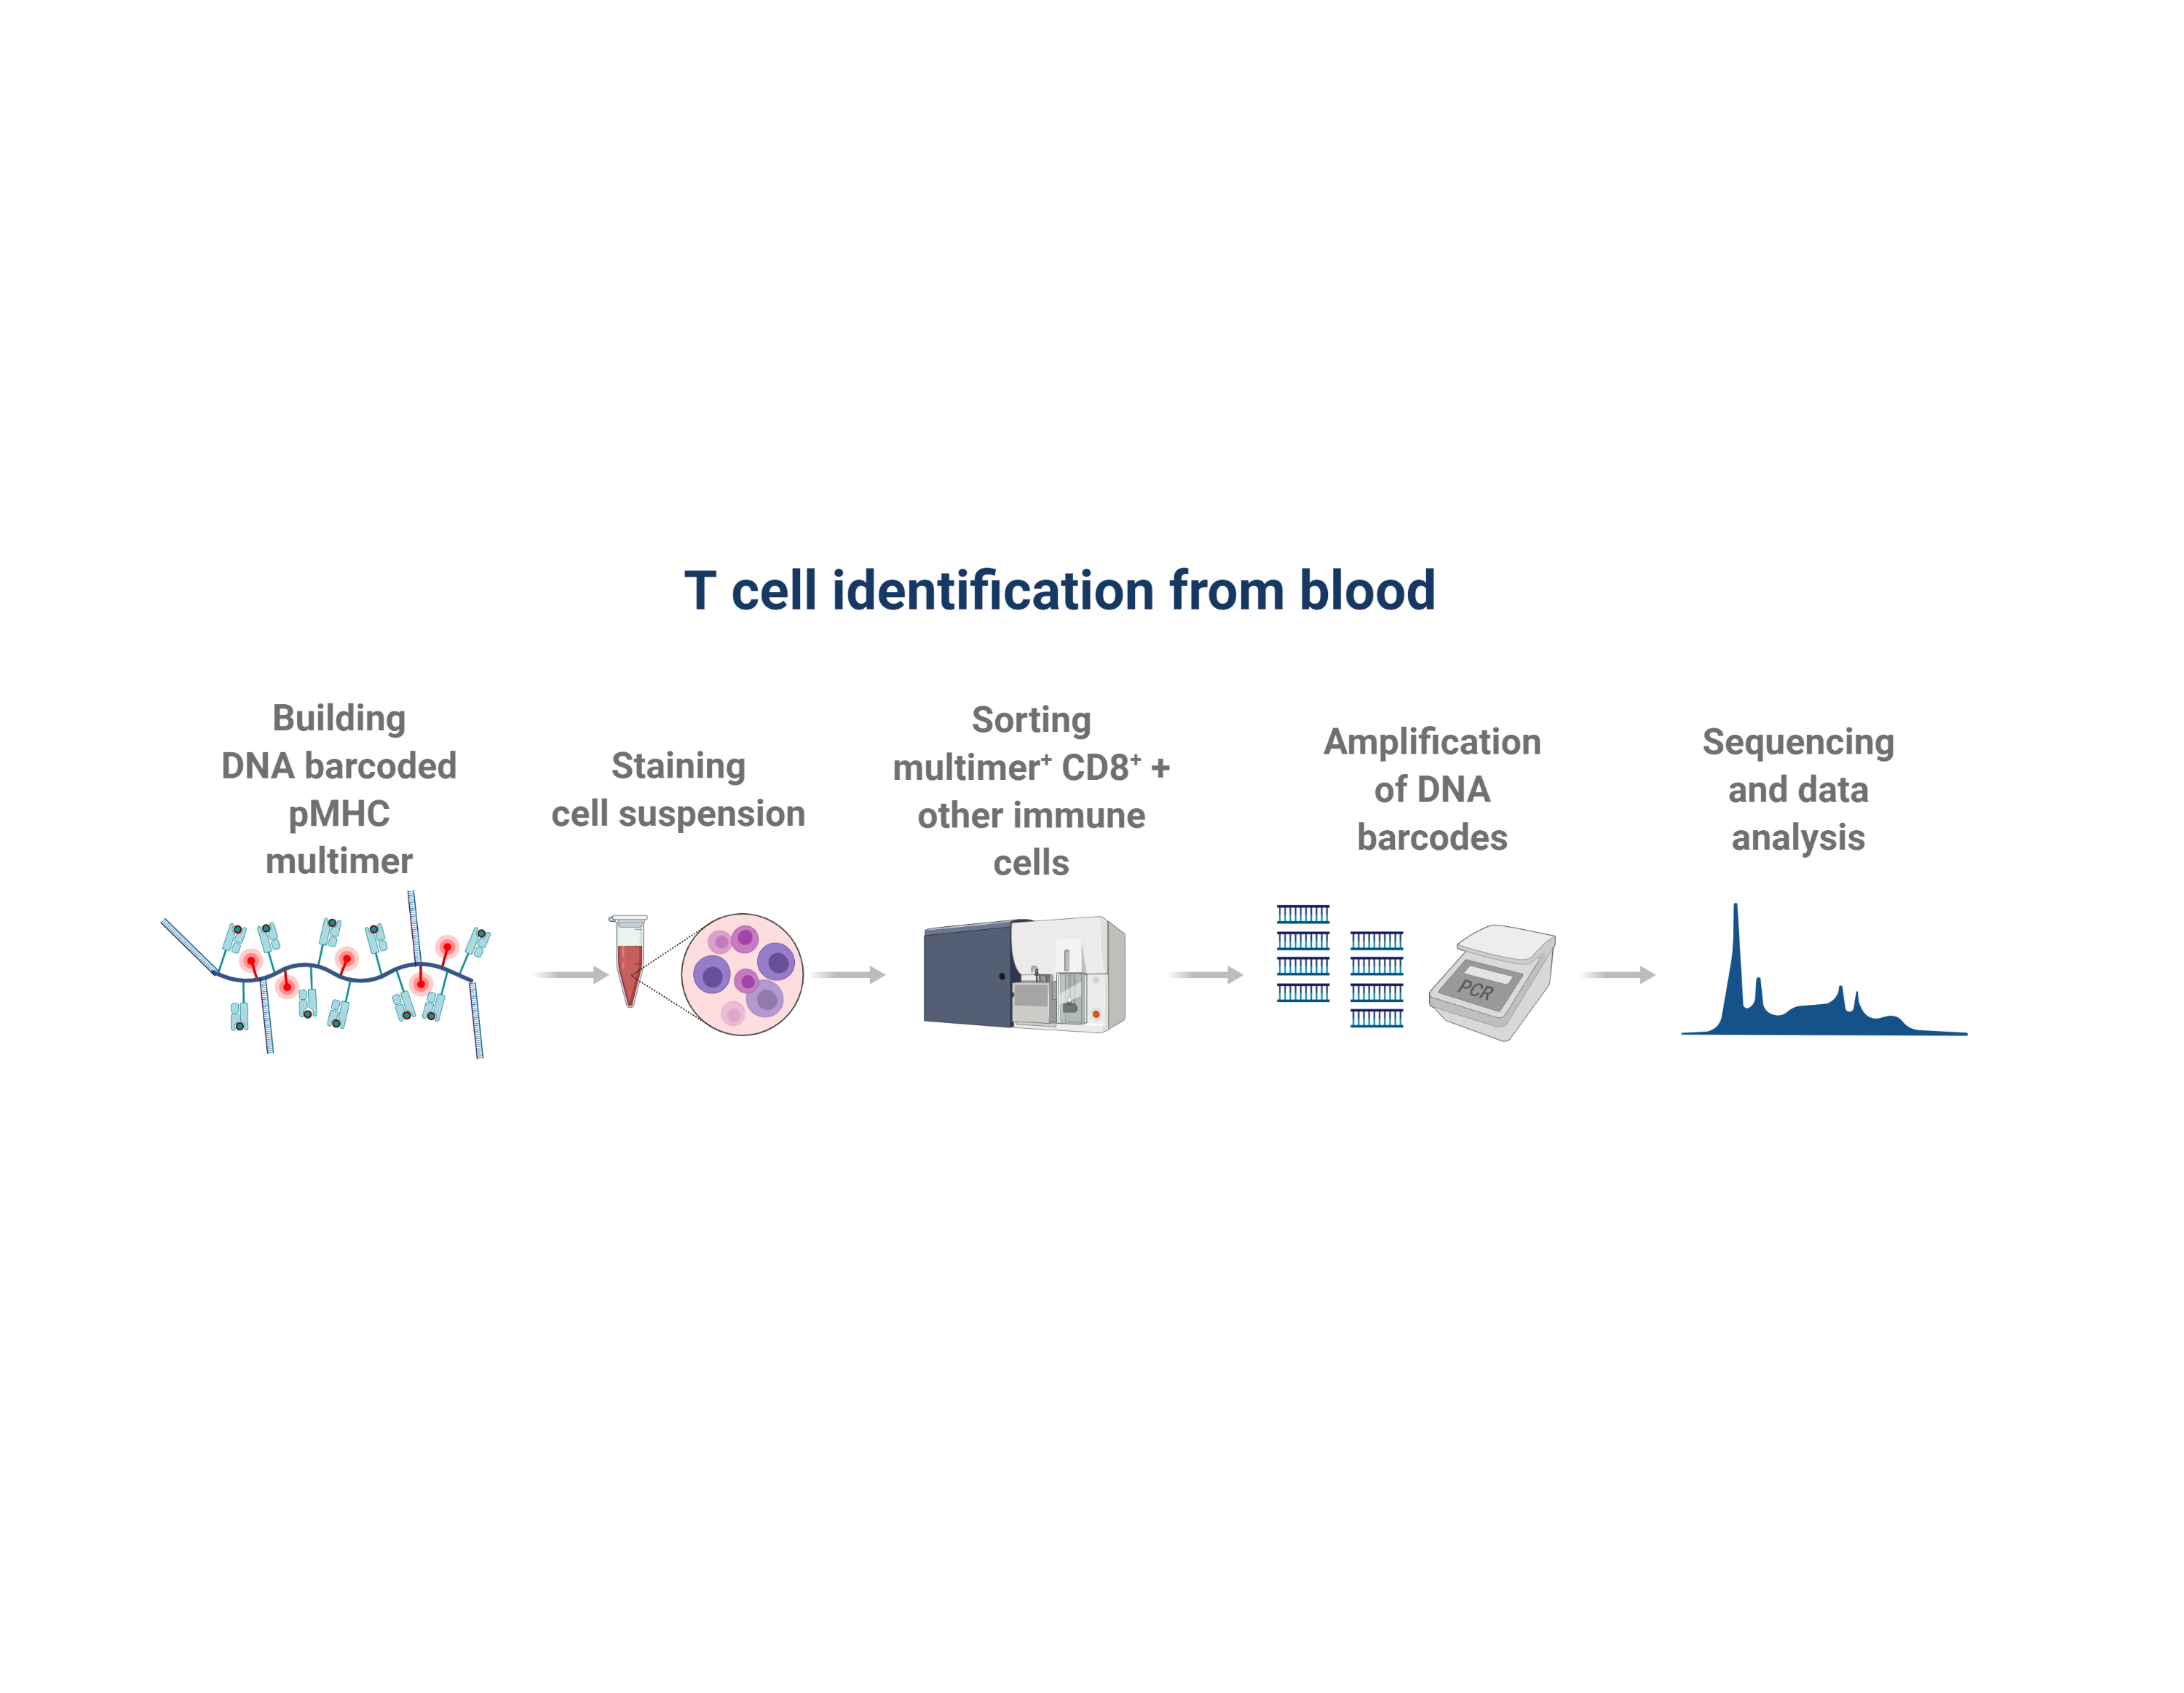 T cell identification from blood
Building
DNA barcoded
pMHC
multimer
Staining
cell suspension
Sorting
multimer⁺ CD8⁺ +
other immune
cells
Amplification
of DNA
barcodes
Sequencing
and data
analysis
PCR